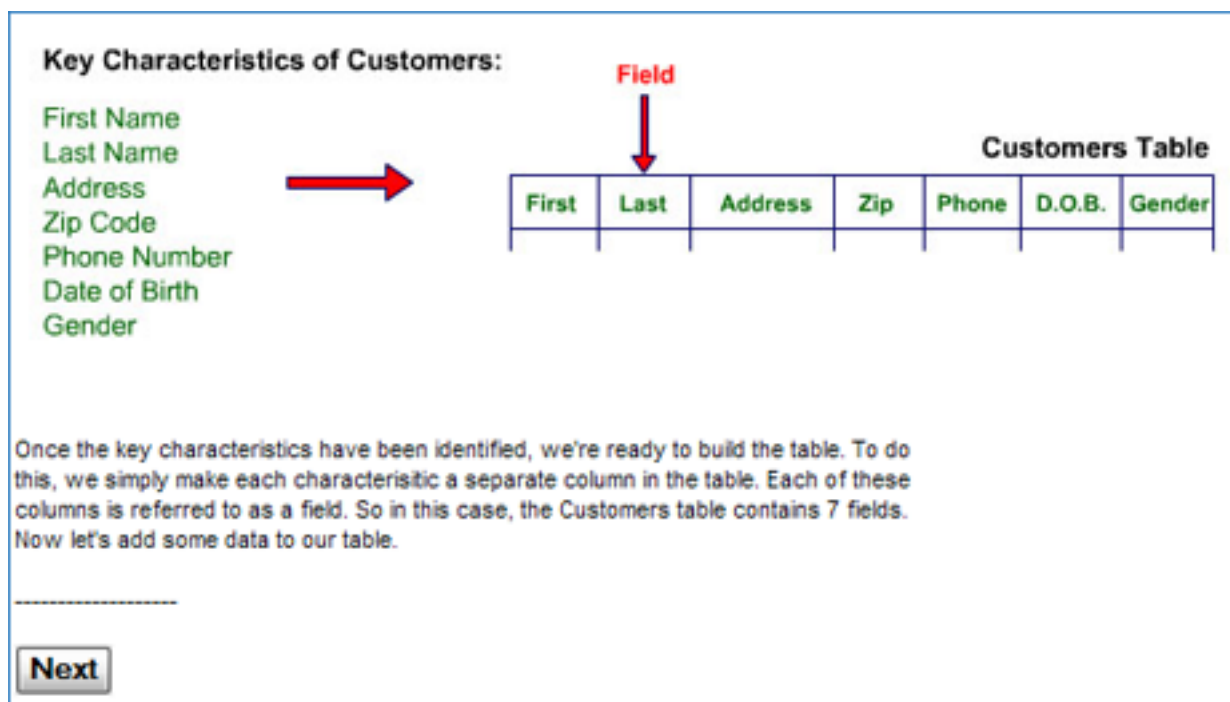 Key Characteristics of Customers:
First Name
Last Name
Address
Zip Code
Phone Number
Date of Birth
Gender
Field
Customers Table
First Last Address Zip Phone D.O.B. Gender
Once the key characteristics have been identified, we're ready to build the table. To do
this, we simply make each characterisitic a separate column in the table. Each of these
columns is referred to as a field. So in this case, the Customers table contains 7 fields.
Now let's add some data to our table.
-------------------
Next